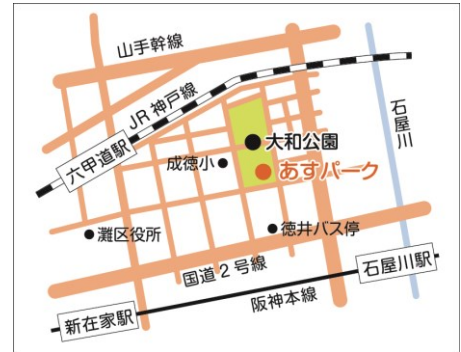 山手幹線
JR神戸線
六甲道駅
石屋川
大和公園
成徳小
あすパーク
灘区役所
徳井バス停
国道2号線
石屋川駅
阪神本線
新在家駅